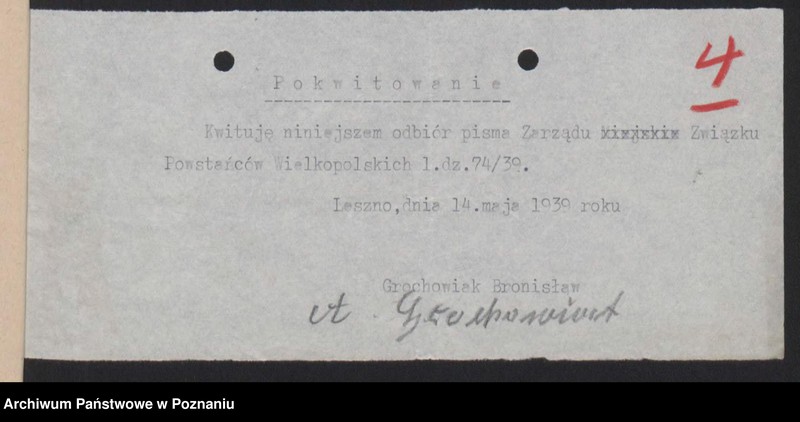 4
Pokwitowanie
Kwituję niniejszem odbiór pisma Zarządu Związku
Powstańców Wielkopolskich l.dz.74/39.
Leszno,dnia 14.maja 1939 roku
Grochowiak Bronisław
A. Grochowiak
Archiwum Państwowe w Poznaniu